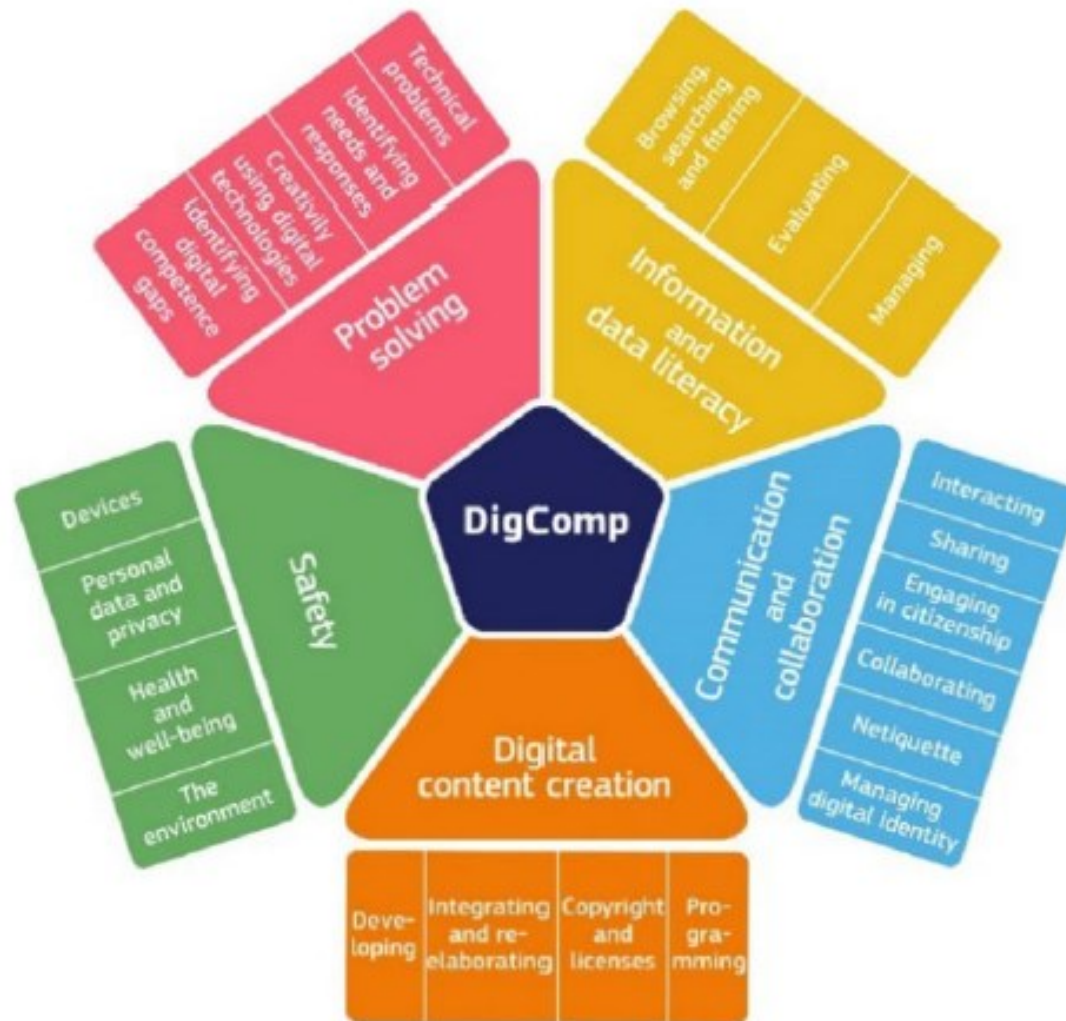 DigComp
Information
and
data literacy
Browsing,
searching
and fitering
Evaluating
Managing
Communication
and
collaboration
Interacting
Sharing
Engaging
in citizenship
Collaborating
Netiquette
Managing
digital identity
Digital
content creation
Deve-
loping
Integrating
and re-
elaborating
Copyright
and
licenses
Pro-
gra-
mming
Safety
Devices
Personal
data and
privacy
Health
and
well-being
The
environment
Problem
solving
Technical
problems
Identifying
needs and
responses
Creativity
using digital
technologies
Identifying
digital
competence
gaps